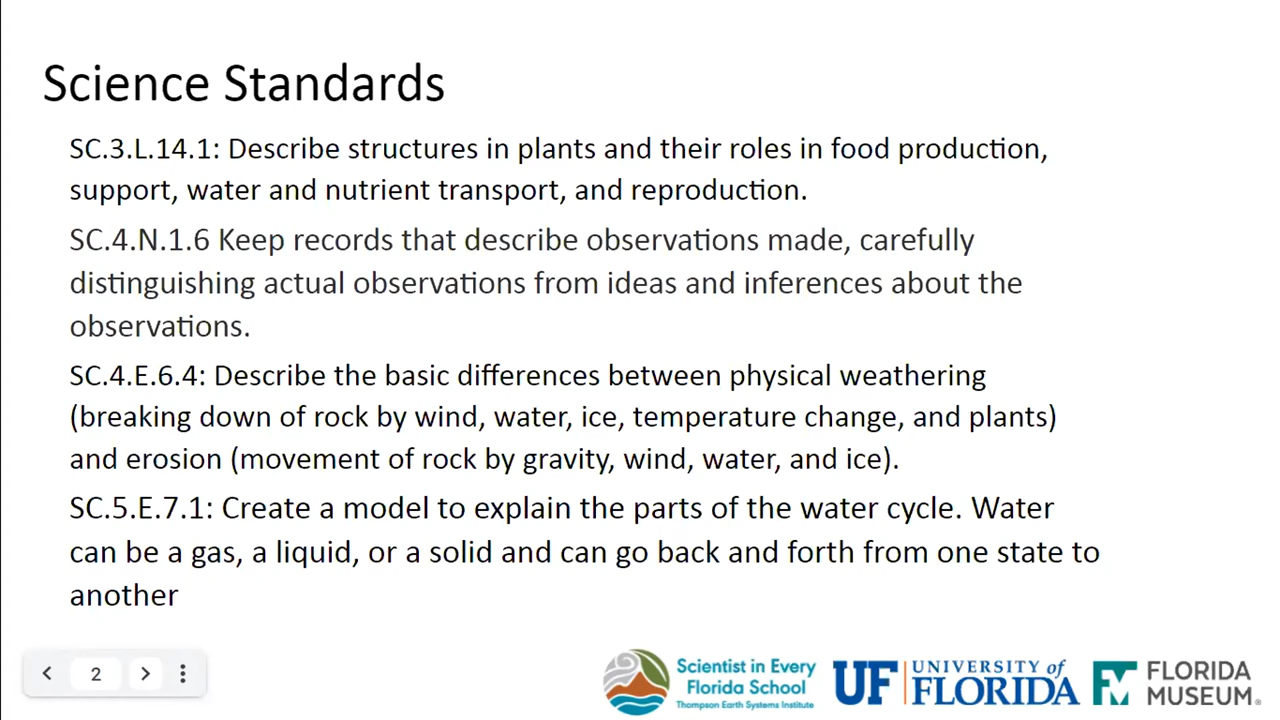 Science Standards
SC.3.L.14.1: Describe structures in plants and their roles in food production,
support, water and nutrient transport, and reproduction.
SC.4.N.1.6 Keep records that describe observations made, carefully
distinguishing actual observations from ideas and inferences about the
observations.
SC.4.E.6.4: Describe the basic differences between physical weathering
(breaking down of rock by wind, water, ice, temperature change, and plants)
and erosion (movement of rock by gravity, wind, water, and ice).
SC.5.E.7.1: Create a model to explain the parts of the water cycle. Water
can be a gas, a liquid, or a solid and can go back and forth from one state to
another
2
Scientist in Every
Florida School
Thompson Earth Systems Institute
UF
UNIVERSITY of
FLORIDA
FM
FLORIDA
MUSEUM®